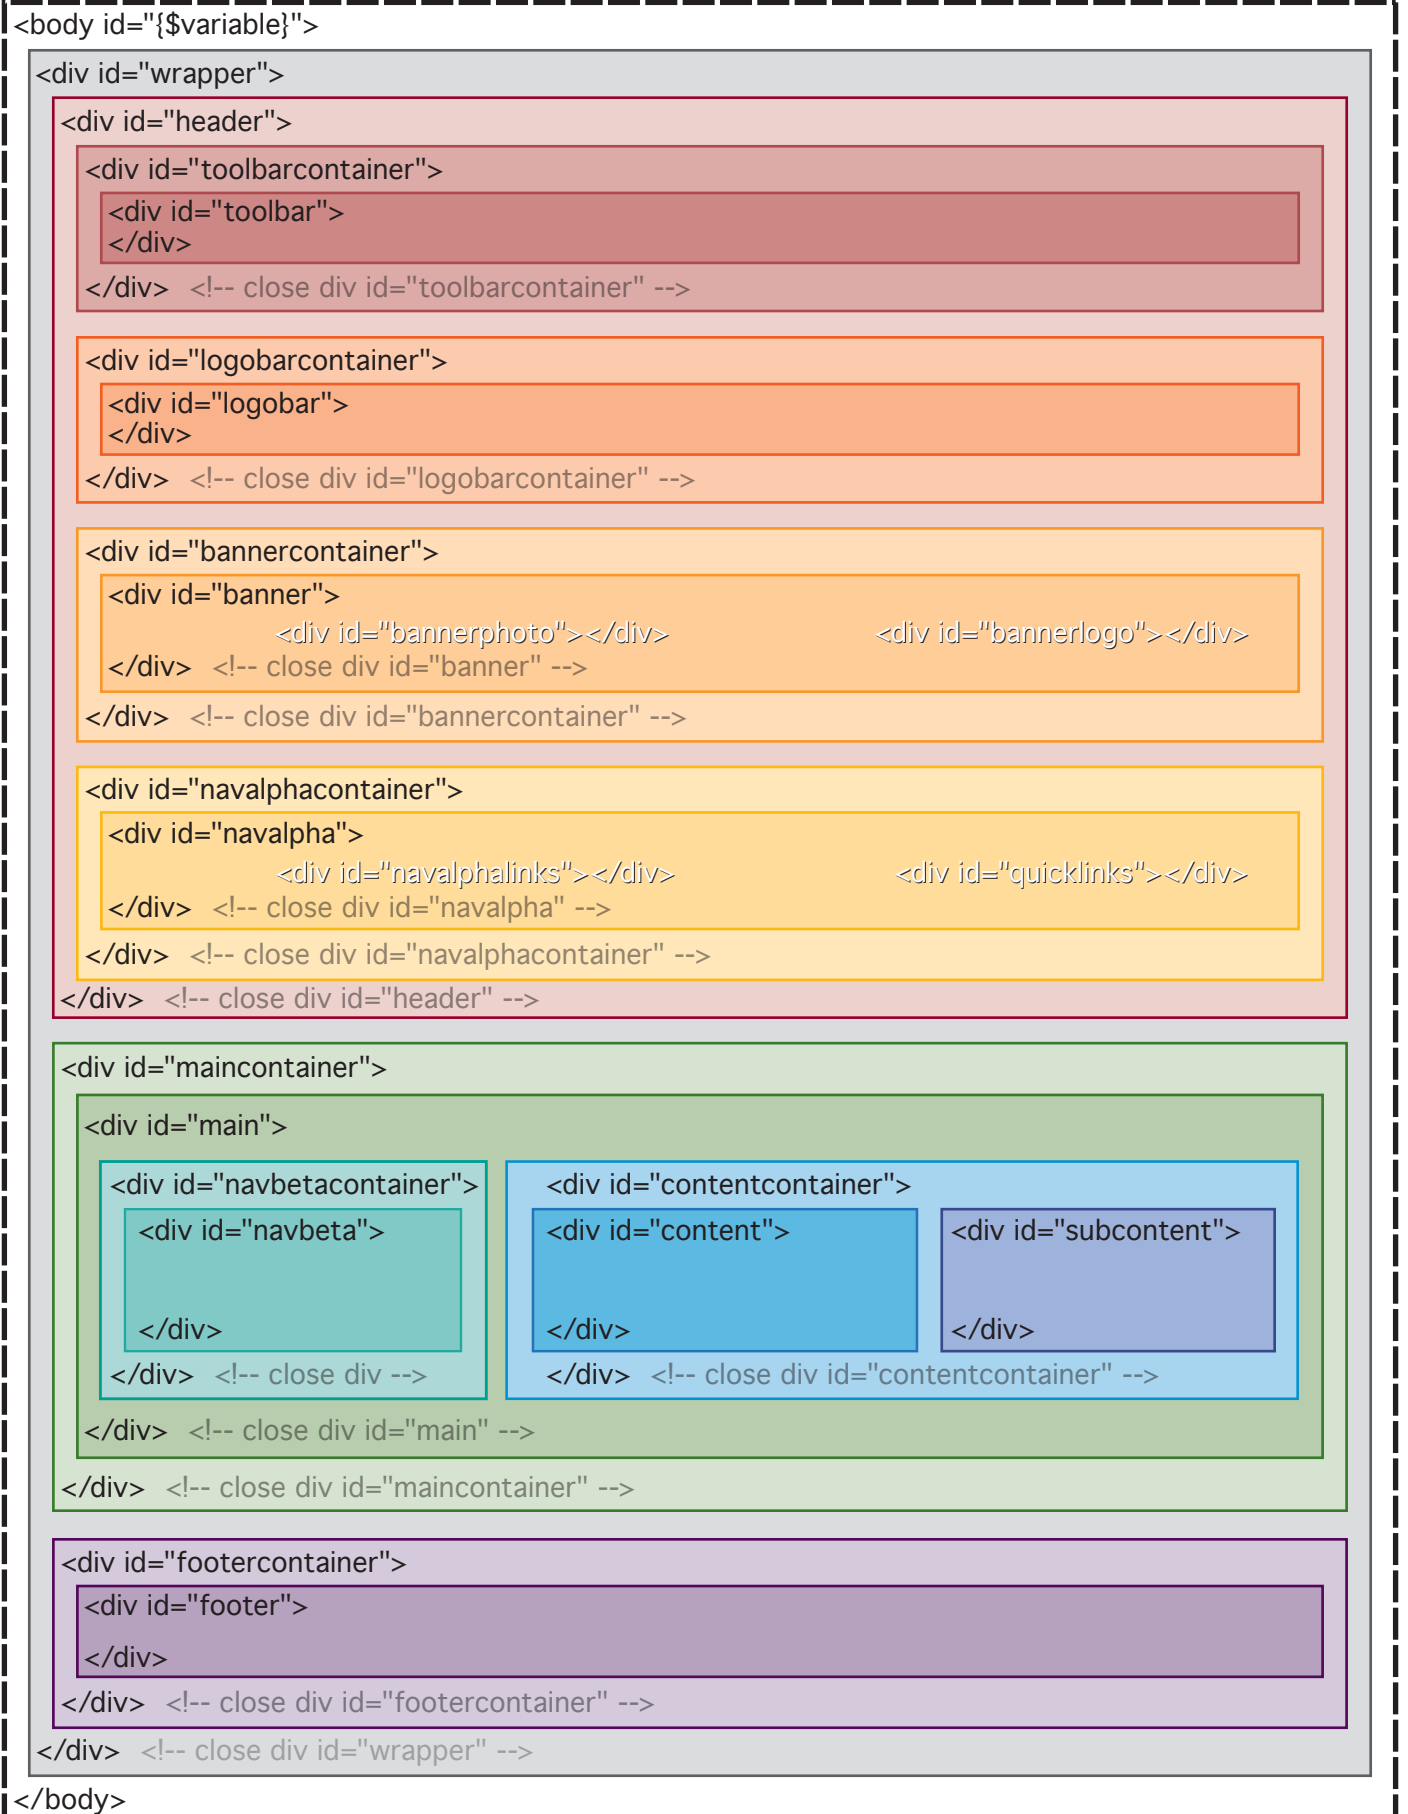 <body id="{$variable}">
<div id="wrapper">
<div id="header">
<div id="toolbarcontainer">
<div id="toolbar">
</div>
</div> <!-- close div id="toolbarcontainer" -->
<div id="logobarcontainer">
<div id="logobar">
</div>
</div> <!-- close div id="logobarcontainer" -->
<div id="bannercontainer">
<div id="banner">
<div id="bannerphoto"></div> <div id="bannerlogo"></div>
</div> <!-- close div id="banner" -->
</div> <!-- close div id="bannercontainer" -->
<div id="navalphacontainer">
<div id="navalpha">
<div id="navalphalinks"></div> <div id="quicklinks"></div>
</div> <!-- close div id="navalpha" -->
</div> <!-- close div id="navalphacontainer" -->
</div> <!-- close div id="header" -->
<div id="maincontainer">
<div id="main">
<div id="navbetacontainer"> <div id="contentcontainer">
<div id="navbeta"> <div id="content"> <div id="subcontent">
</div> </div> </div>
</div> <!-- close div --> </div> <!-- close div id="contentcontainer" -->
</div> <!-- close div id="main" -->
</div> <!-- close div id="maincontainer" -->
<div id="footercontainer">
<div id="footer">
</div>
</div> <!-- close div id="footercontainer" -->
</div> <!-- close div id="wrapper" -->
</body>